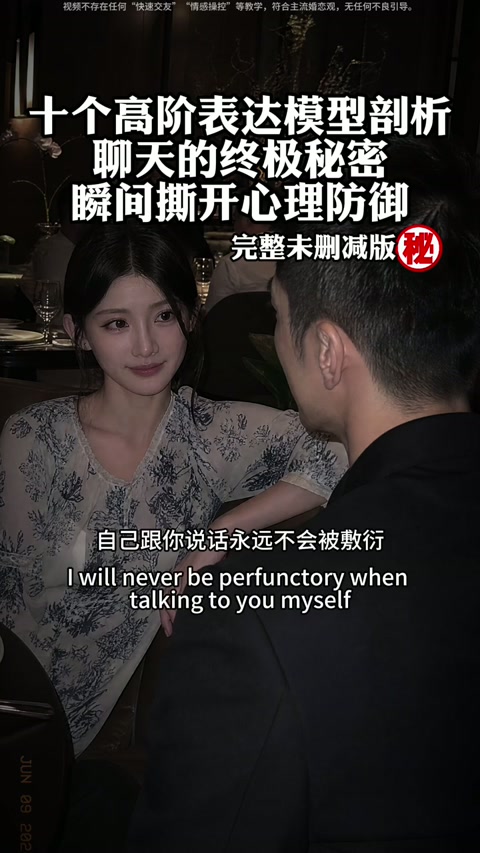 视频不存在任何“快速交友”“情感操控”等教学，符合主流婚恋观，无任何不良引导。
十个高阶表达模型剖析
聊天的终极秘密
瞬间撕开心理防御
完整未删减版 秘
自己跟你说话永远不会被敷衍
I will never be perfunctory when
talking to you myself
JUN 09 202